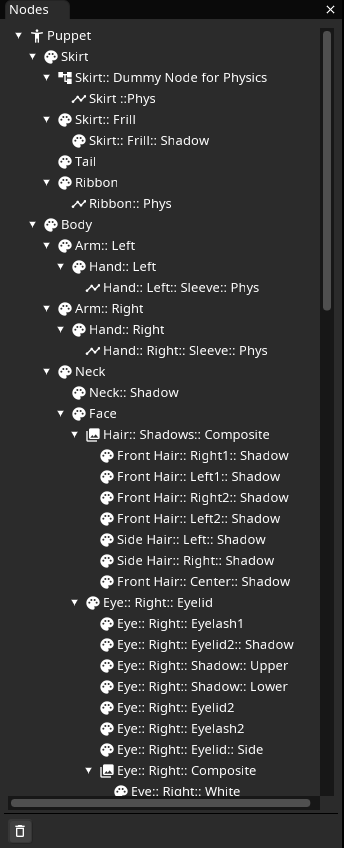 Nodes
Puppet
Skirt
Skirt:: Dummy Node for Physics
Skirt ::Phys
Skirt:: Frill
Skirt:: Frill:: Shadow
Tail
Ribbon
Ribbon:: Phys
Body
Arm:: Left
Hand:: Left
Hand:: Left:: Sleeve:: Phys
Arm:: Right
Hand:: Right
Hand:: Right:: Sleeve:: Phys
Neck
Neck:: Shadow
Face
Hair:: Shadows:: Composite
Front Hair:: Right1:: Shadow
Front Hair:: Left1:: Shadow
Front Hair:: Right2:: Shadow
Front Hair:: Left2:: Shadow
Side Hair:: Left:: Shadow
Side Hair:: Right:: Shadow
Front Hair:: Center:: Shadow
Eye:: Right:: Eyelid
Eye:: Right:: Eyelash1
Eye:: Right:: Eyelid2:: Shadow
Eye:: Right:: Shadow:: Upper
Eye:: Right:: Shadow:: Lower
Eye:: Right:: Eyelid2
Eye:: Right:: Eyelash2
Eye:: Right:: Eyelid:: Side
Eye:: Right:: Composite
Eye:: Right:: White